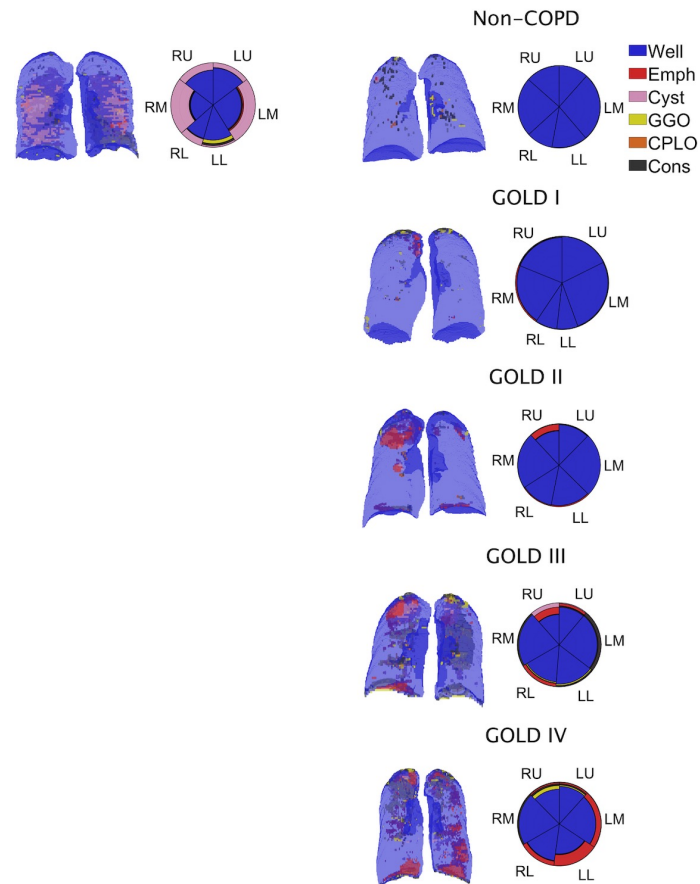 Non-COPD
RU LU
RM LM
RL LL
RU LU
RM LM
RL LL
Well
Emph
Cyst
GGO
CPLO
Cons
GOLD I
RU LU
RM LM
RL LL
GOLD II
RU LU
RM LM
RL LL
GOLD III
RU LU
RM LM
RL LL
GOLD IV
RU LU
RM LM
RL LL